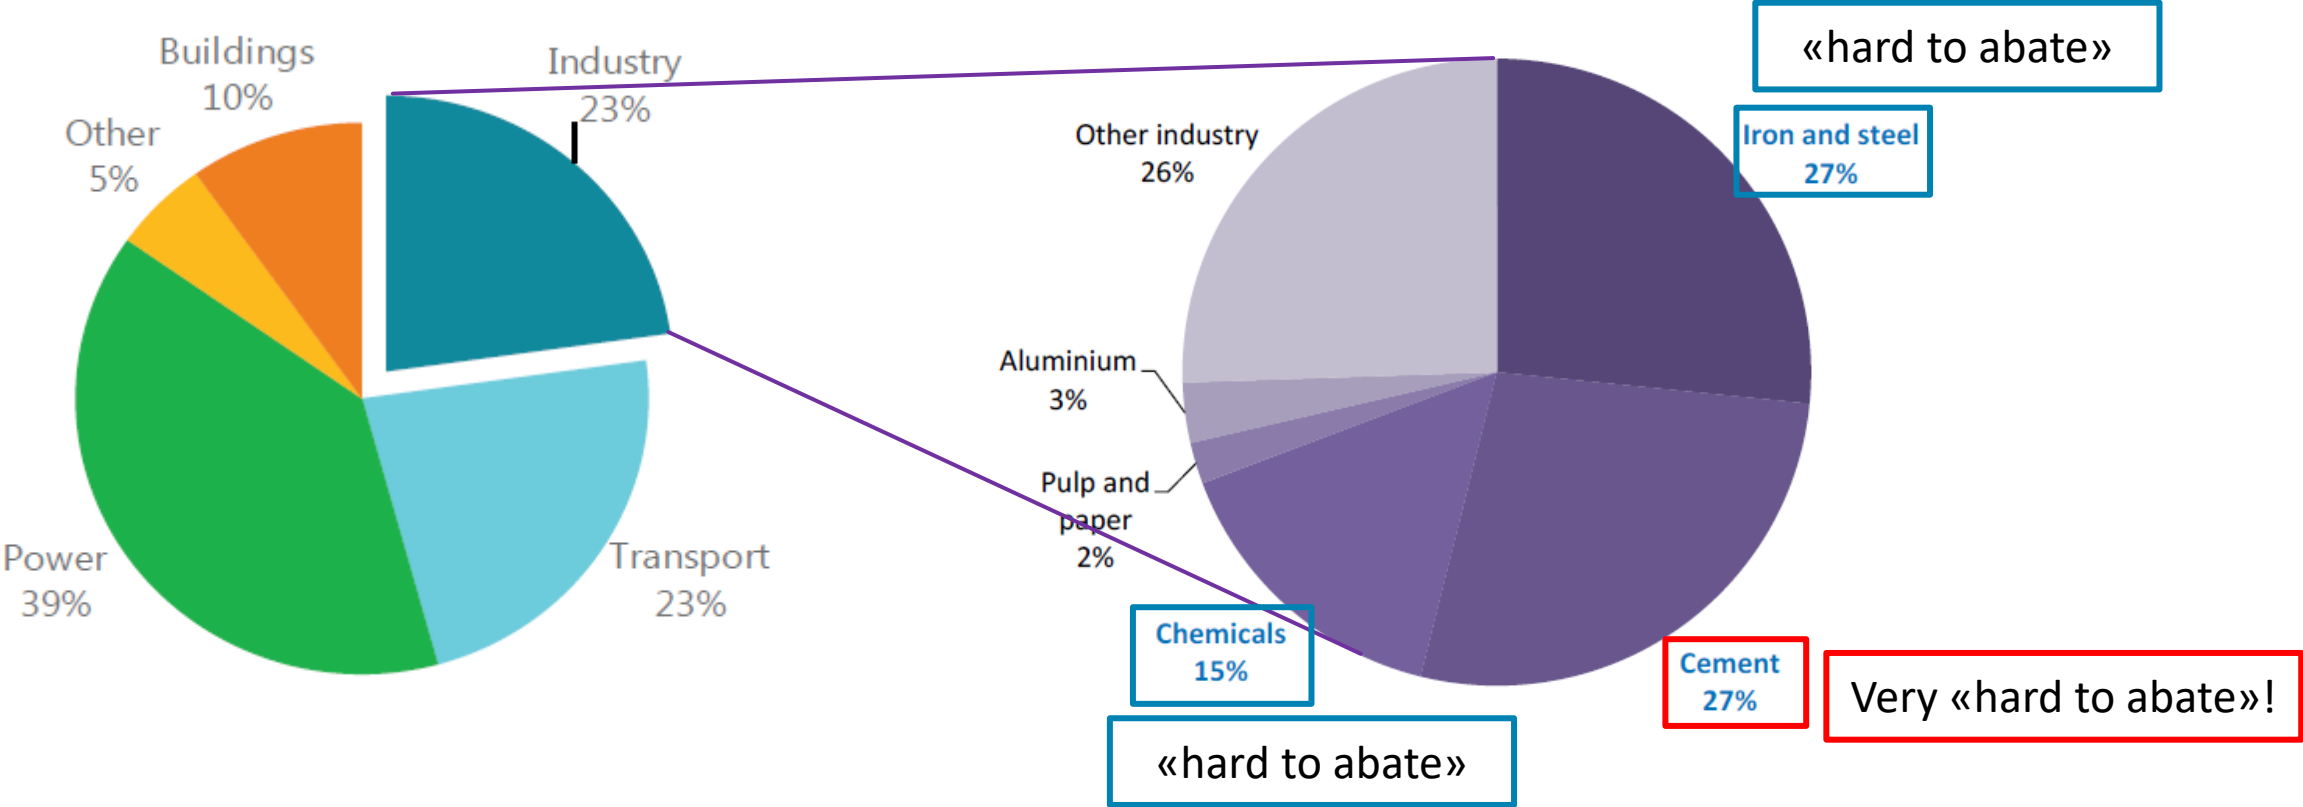 Buildings
10%
Industry
23%
Other
5%
Power
39%
Transport
23%
«hard to abate»
Iron and steel
27%
Other industry
26%
Aluminium
3%
Pulp and
paper
2%
Chemicals
15%
«hard to abate»
Cement
27%
Very «hard to abate»!